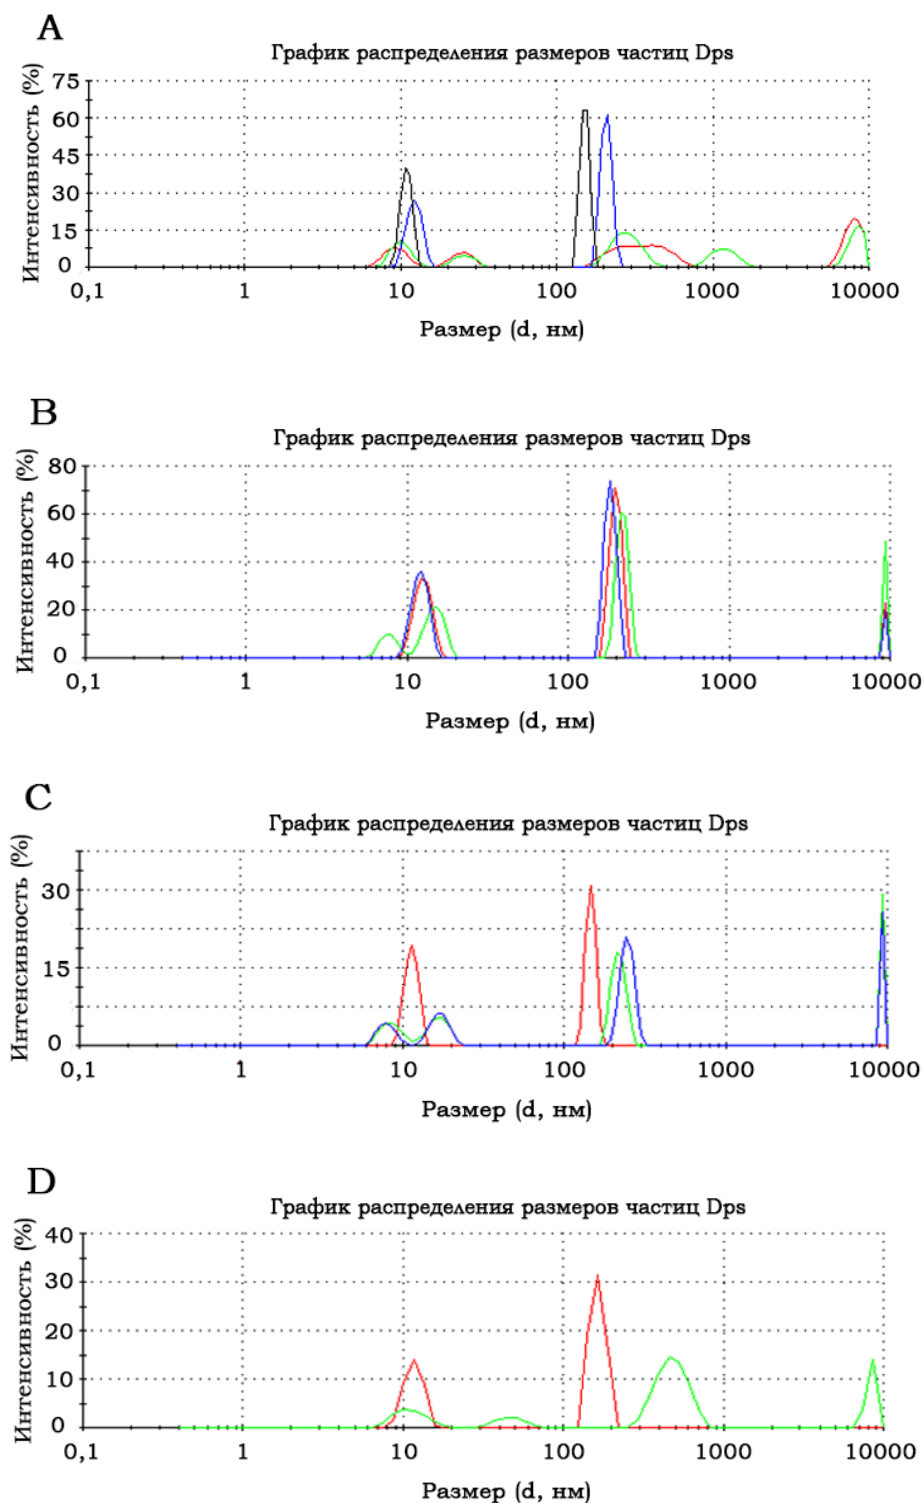 A
График распределения размеров частиц Dps
Интенсивность (%)
75
60
45
30
15
0
0,1 1 10 100 1000 10000
Размер (d, нм)
B
График распределения размеров частиц Dps
Интенсивность (%)
80
60
40
20
0
0,1 1 10 100 1000 10000
Размер (d, нм)
C
График распределения размеров частиц Dps
Интенсивность (%)
30
15
0
0,1 1 10 100 1000 10000
Размер (d, нм)
D
График распределения размеров частиц Dps
Интенсивность (%)
40
30
20
10
0
0,1 1 10 100 1000 10000
Размер (d, нм)